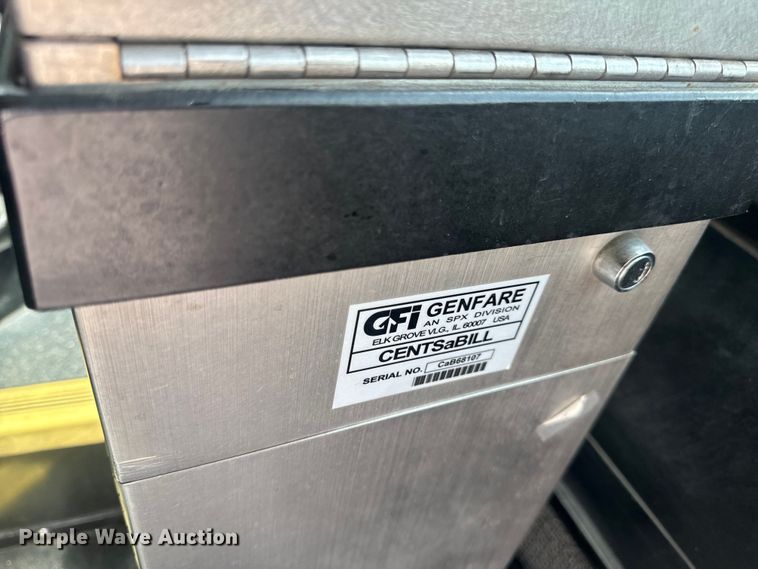 GFi GENFARE
AN SPX DIVISION
ELK GROVE VLG., IL. 60007 USA
CENTSaBILL
SERIAL NO. CaB68107
Purple Wave Auction